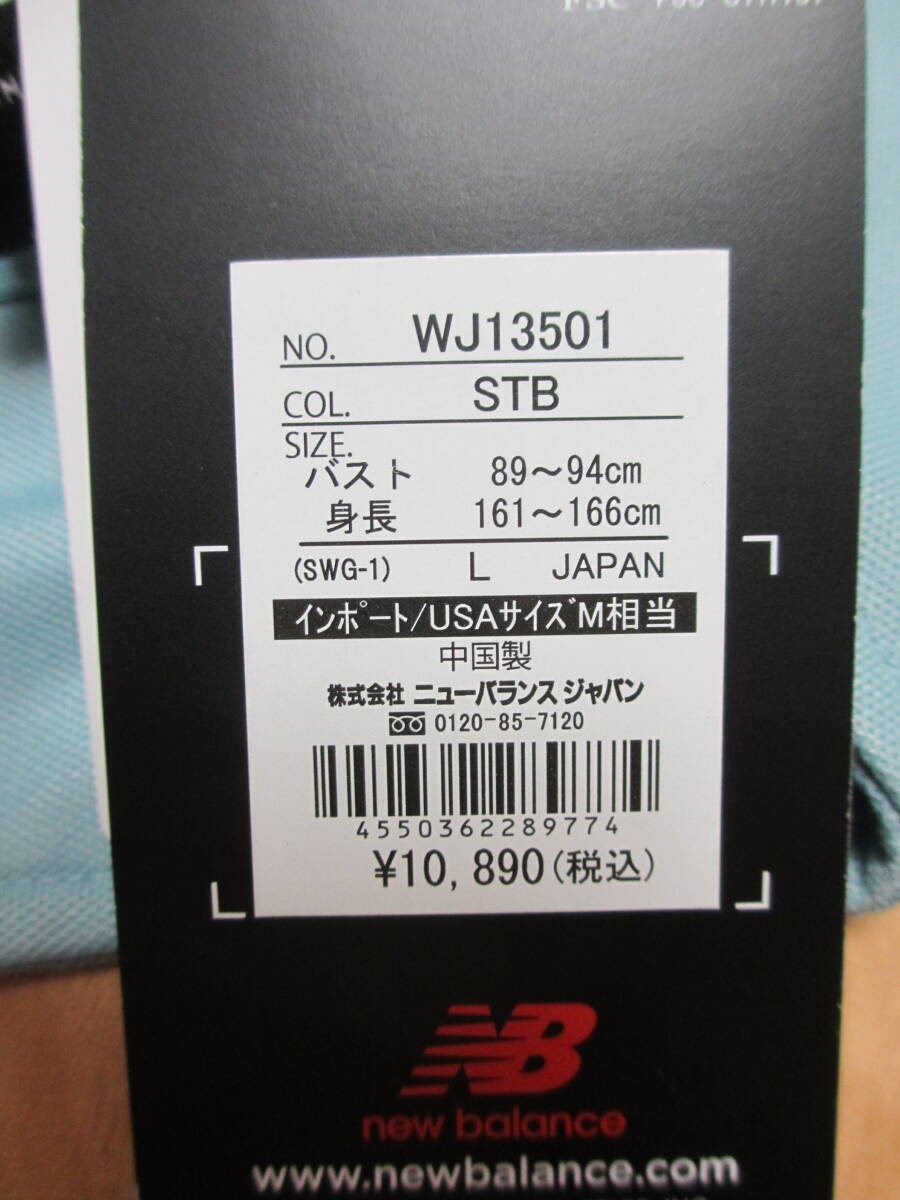 NO. WJ13501
COL. STB
SIZE.
バスト 89～94cm
身長 161～166cm
(SWG-1) L JAPAN
インポート/USAサイズM相当
中国製
株式会社 ニューバランス ジャパン
0120-85-7120
4550362289774
¥10,890(税込)
NB
new balance
www.newbalance.com